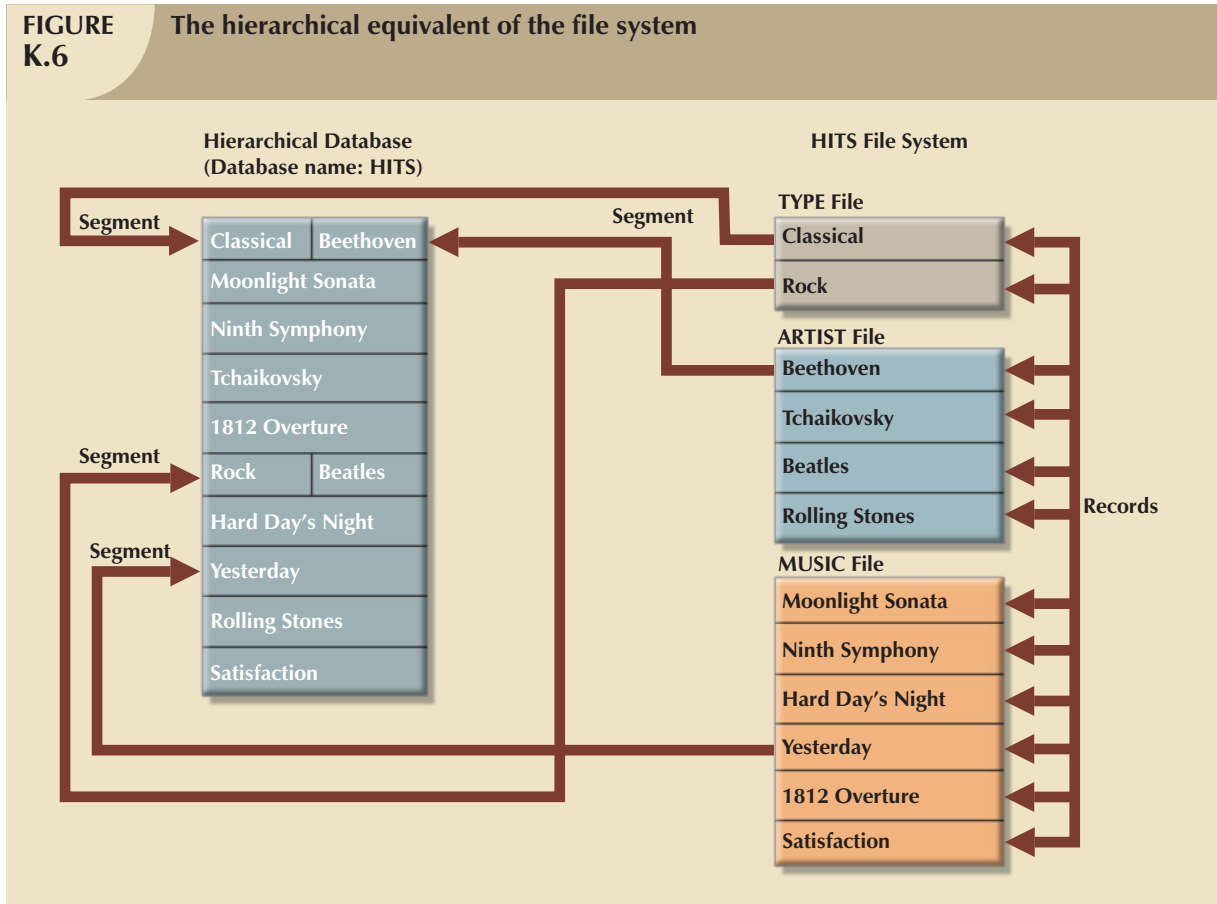 FIGURE
K.6
The hierarchical equivalent of the file system
Hierarchical Database
(Database name: HITS)
Segment
Classical
Beethoven
Moonlight Sonata
Ninth Symphony
Tchaikovsky
1812 Overture
Segment
Rock
Beatles
Hard Day's Night
Segment
Yesterday
Rolling Stones
Satisfaction
Segment
HITS File System
TYPE File
Classical
Rock
ARTIST File
Beethoven
Tchaikovsky
Beatles
Rolling Stones
MUSIC File
Moonlight Sonata
Ninth Symphony
Hard Day's Night
Yesterday
1812 Overture
Satisfaction
Records